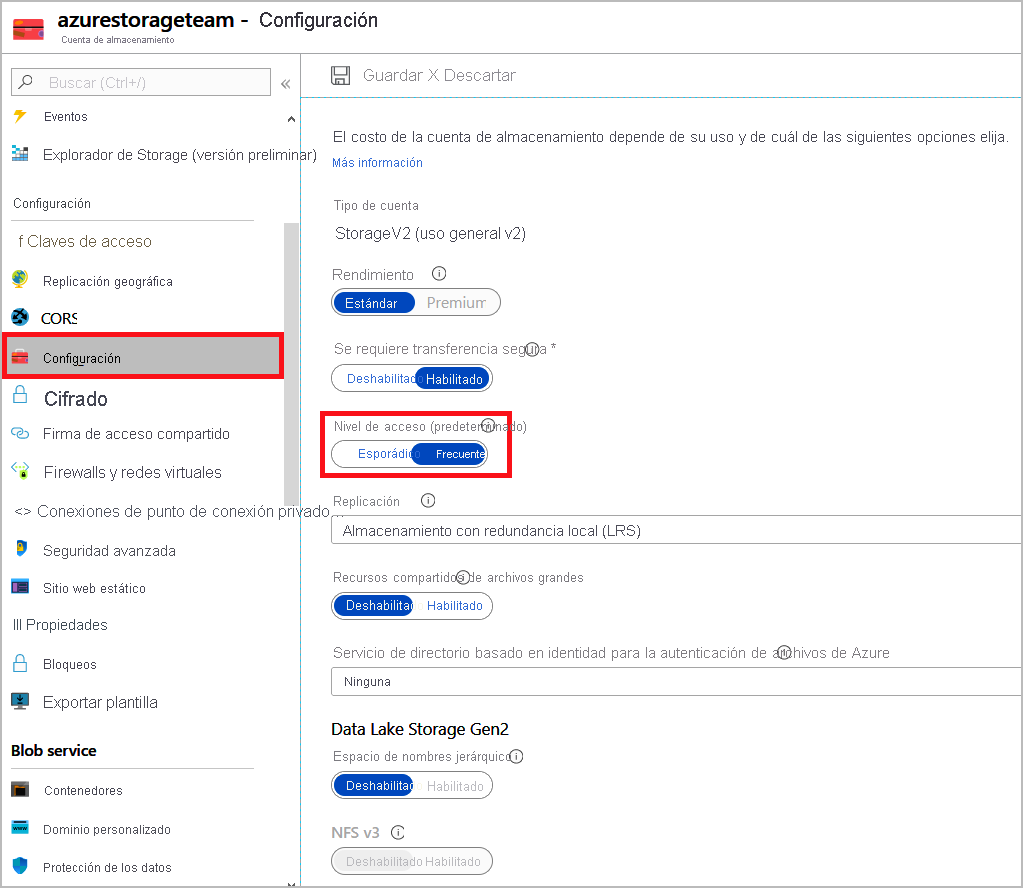 azurestorageteam - Configuración
Cuenta de almacenamiento
Buscar (Ctrl+/)
«
Eventos
Explorador de Storage (versión preliminar)
Configuración
f Claves de acceso
Replicación geográfica
CORS
Configuración
Cifrado
Firma de acceso compartido
Firewalls y redes virtuales
<> Conexiones de punto de conexión privado...
Seguridad avanzada
Sitio web estático
III Propiedades
Bloqueos
Exportar plantilla
Blob service
Contenedores
Dominio personalizado
Protección de los datos
Guardar X Descartar
El costo de la cuenta de almacenamiento depende de su uso y de cuál de las siguientes opciones elija.
Más información
Tipo de cuenta
StorageV2 (uso general v2)
Rendimiento
Estándar Premium
Se requiere transferencia segura *
Deshabilitado Habilitado
Nivel de acceso (predeterminado)
Esporádico Frecuente
Replicación
Almacenamiento con redundancia local (LRS)
Recursos compartidos de archivos grandes
Deshabilitado Habilitado
Servicio de directorio basado en identidad para la autenticación de archivos de Azure
Ninguna
Data Lake Storage Gen2
Espacio de nombres jerárquico
Deshabilitado Habilitado
NFS v3
Deshabilitado Habilitado